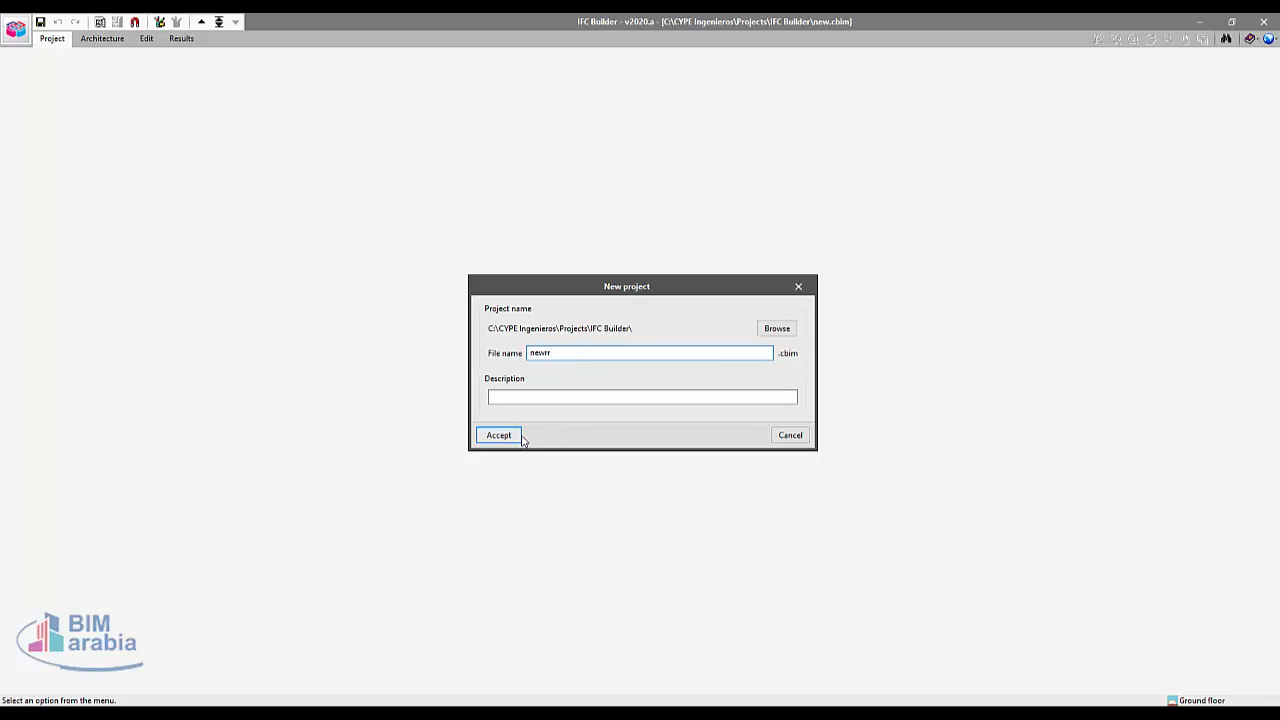 IFC Builder - v2020.a - [C:\CYPE Ingenieros\Projects\IFC Builder\new.cbim]
Project Architecture Edit Results
New project
Project name
C:\CYPE Ingenieros\Projects\IFC Builder\ Browse
File name newrr .cbim
Description
Accept Cancel
BIM
arabia
Select an option from the menu. Ground floor